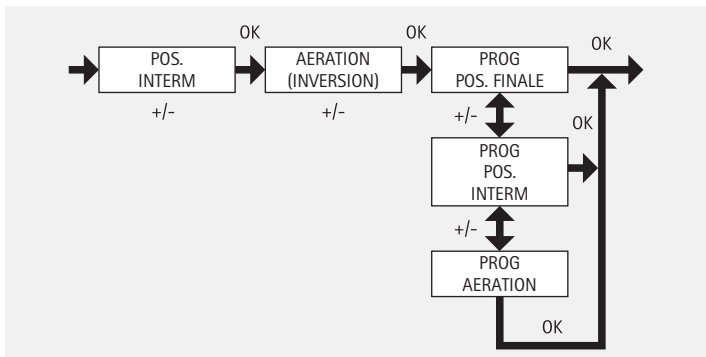 OK
OK
OK
POS.
INTERM
AERATION
(INVERSION)
PROG
POS. FINALE
+/-
+/-
+/-
OK
PROG
POS.
INTERM
+/-
PROG
AERATION
OK